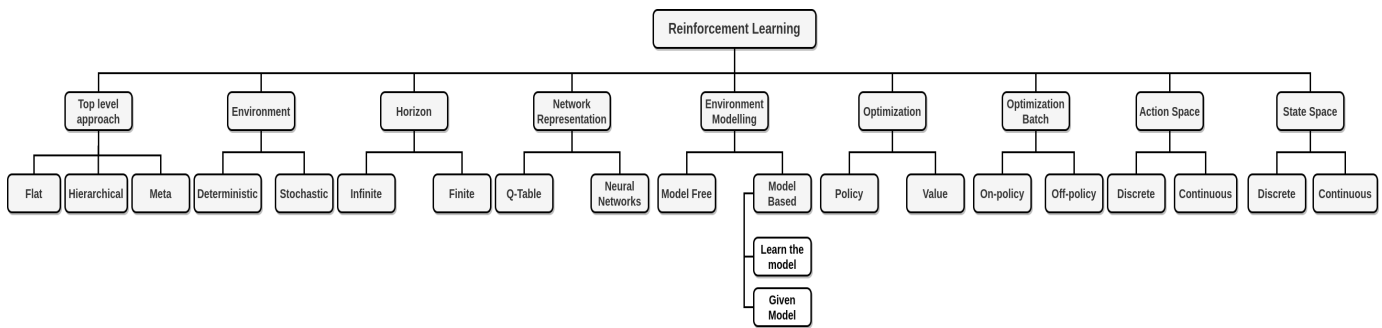 Reinforcement Learning
Top level
approach
Environment
Horizon
Network
Representation
Environment
Modelling
Optimization
Optimization
Batch
Action Space
State Space
Flat
Hierarchical
Meta
Deterministic
Stochastic
Infinite
Finite
Q-Table
Neural
Networks
Model Free
Model
Based
Policy
Value
On-policy
Off-policy
Discrete
Continuous
Discrete
Continuous
Learn the
model
Given
Model